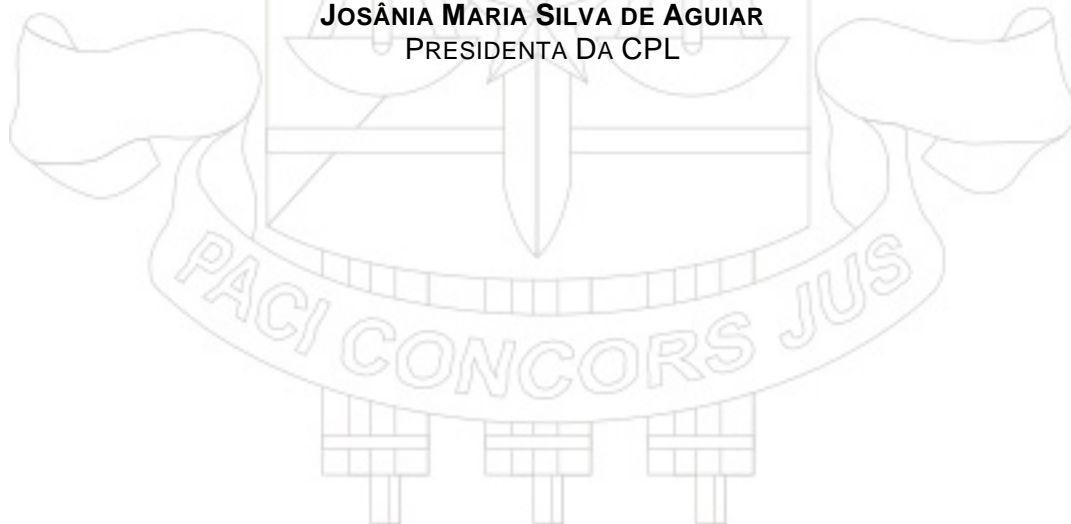 JOSÂNIA MARIA SILVA DE AGUIAR
PRESIDENTA DA CPL
PACI CONCORS JUS